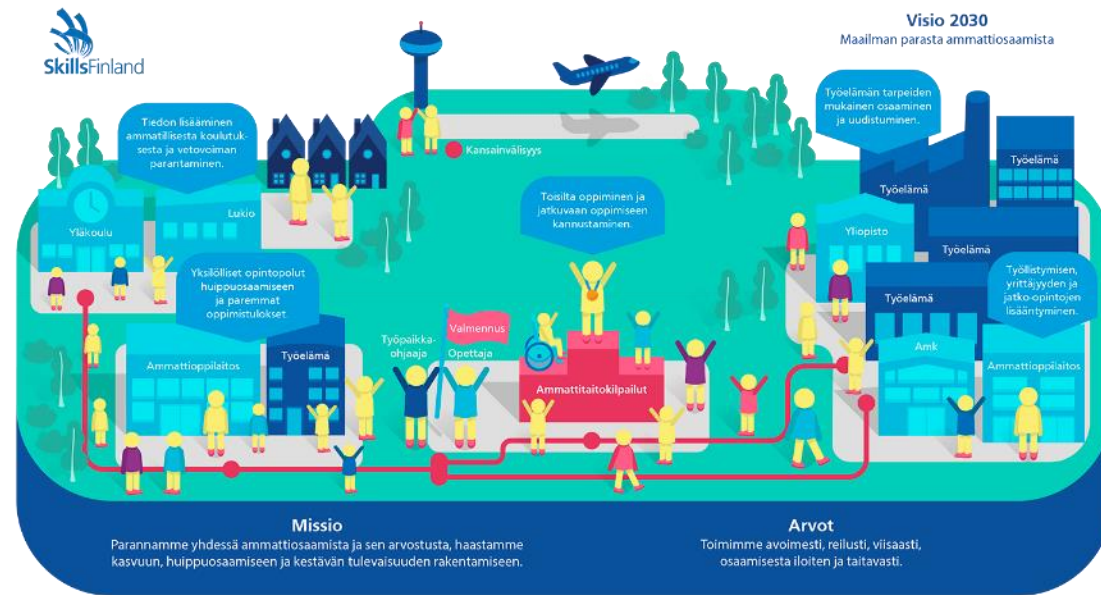 SkillsFinland
Visio 2030
Maailman parasta ammattiosaamista
Tiedon lisääminen
ammatillisesta koulutuk-
sesta ja vetovoiman
parantaminen.
Kansainvälisyys
Työelämän tarpeiden
mukainen osaaminen
ja uudistuminen.
Työelämä
Työelämä
Toisilta oppiminen ja
jatkuvaan oppimiseen
kannustaminen.
Lukio
Yläkoulu
Yliopisto
Työelämä
Yksilölliset opintopolut
huippuosaamiseen
ja paremmat
oppimistulokset.
Työllistymisen,
yrittäjyyden ja
jatko-opintojen
lisääntyminen.
Työelämä
Valmennus
Työpaikka-
ohjaaja
Opettaja
Työelämä
Ammattioppilaitos
Amk
Ammattioppilaitos
Ammattitaitokilpailut
Missio
Parannamme yhdessä ammattiosaamista ja sen arvostusta, haastamme
kasvuun, huippuosaamiseen ja kestävän tulevaisuuden rakentamiseen.
Arvot
Toimimme avoimesti, reilusti, viisaasti,
osaamisesta iloiten ja taitavasti.